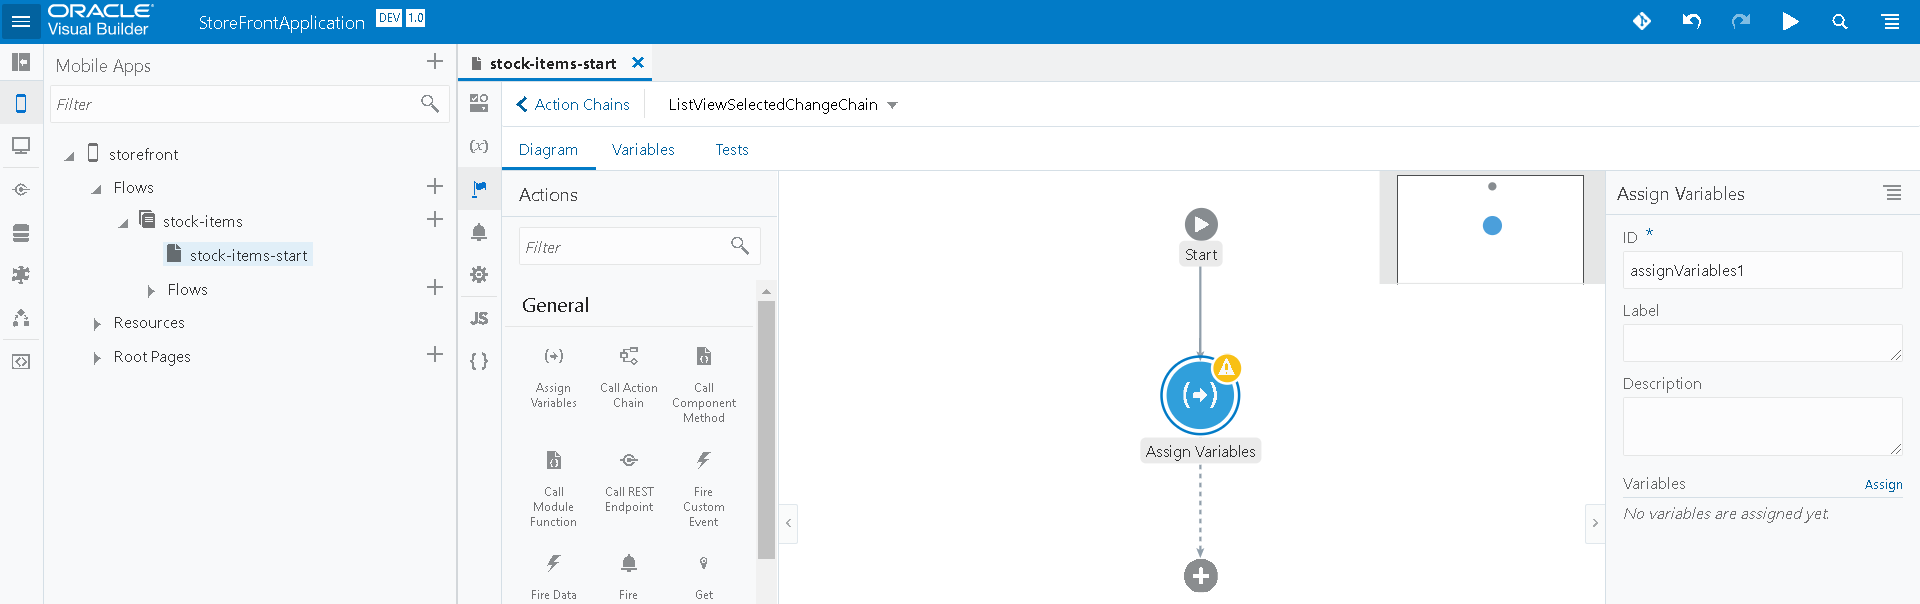 ORACLE
Visual Builder
StoreFrontApplication
DEV 1.0
Mobile Apps
Filter
storefront
Flows
stock-items
stock-items-start
Flows
Resources
Root Pages
stock-items-start
Action Chains
ListViewSelectedChangeChain
Diagram
Variables
Tests
(x)
JS
{ }
Actions
Filter
General
Assign
Variables
Call Action
Chain
Call
Component
Method
Call
Module
Function
Call REST
Endpoint
Fire
Custom
Event
Fire Data
Fire
Get
Start
Assign Variables
Assign Variables
ID *
assignVariables1
Label
Description
Variables
Assign
No variables are assigned yet.